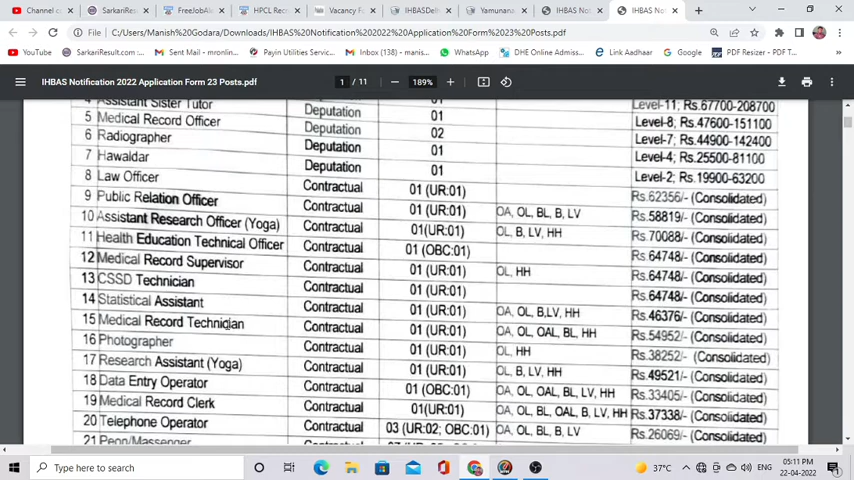 Channel c
SarkariResult
FreeJobAle
HPCL Recru
Vacancy Fo
IHBASDelh
Yamunana
IHBAS Not
IHBAS Not
C:/Users/Manish%20Godara/Downloads/IHBAS%20Notification%202022%20Application%20Form%2023%20Posts.pdf
YouTube
SarkariResult.com
Sent Mail - mronline...
Payin Utilities Servic...
Inbox (138) - manis...
WhatsApp
DHE Online Admissi...
Link Aadhaar
Google
PDF Resizer
PDF Tools
IHBAS Notification 2022 Application Form 23 Posts.pdf
1 / 11
189%
4 Assistant Sister Tutor Deputation 01 Level-11; Rs.67700-208700
5 Medical Record Officer Deputation 01 Level-8; Rs.47600-151100
6 Radiographer Deputation 02 Level-7; Rs.44900-142400
7 Hawaldar Deputation 01 Level-4; Rs.25500-81100
8 Law Officer Deputation 01 Level-2; Rs.19900-63200
9 Public Relation Officer Contractual 01 (UR:01) Rs.62356/- (Consolidated)
10 Assistant Research Officer (Yoga) Contractual 01 (UR:01) OA, OL, BL, B, LV Rs.58819/- (Consolidated)
11 Health Education Technical Officer Contractual 01(UR:01) OL, B, LV, HH Rs.70088/- (Consolidated)
12 Medical Record Supervisor Contractual 01 (OBC:01) Rs.64748/- (Consolidated)
13 CSSD Technician Contractual 01 (UR:01) OL, HH Rs.64748/- (Consolidated)
14 Statistical Assistant Contractual 01 (UR:01) Rs.64748/- (Consolidated)
15 Medical Record Technician Contractual 01 (UR:01) OA, OL, B,LV, HH Rs.46376/- (Consolidated)
16 Photographer Contractual 01 (UR:01) OA, OL, OAL, BL, HH Rs.54952/- (Consolidated)
17 Research Assistant (Yoga) Contractual 01 (UR:01) OL, HH Rs.38252/- (Consolidated)
18 Data Entry Operator Contractual 01 (UR:01) OL, B, LV, HH Rs.49521/- (Consolidated)
19 Medical Record Clerk Contractual 01 (OBC:01) OA, OL, OAL, BL, LV, HH Rs.33405/- (Consolidated)
20 Telephone Operator Contractual 01(UR:01) OA, OL, BL, OAL, B, LV, HH Rs.37338/- (Consolidated)
21 Peon/Messenger Contractual 03 (UR:02; OBC:01) OA, OL, BL, B, LV Rs.26069/- (Consolidated)
Type here to search
37°C
ENG
05:11 PM
22-04-2022